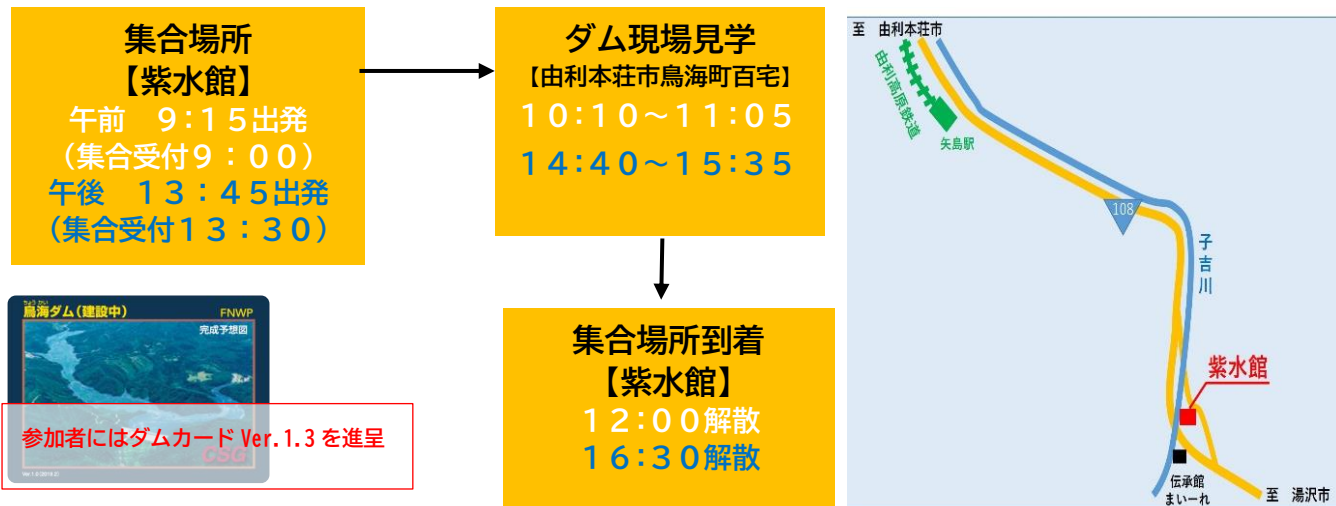 集合場所
【紫水館】
午前 9:15出発
(集合受付9:00)
午後 13:45出発
(集合受付13:30)
ダム現場見学
【由利本荘市鳥海町百宅】
10:10~11:05
14:40~15:35
集合場所到着
【紫水館】
12:00解散
16:30解散
ちょうかい
鳥海ダム(建設中)
FNWP
完成予想図
参加者にはダムカード Ver.1.3 を進呈
CSG
至 由利本荘市
由利高原鉄道
矢島駅
108
子吉川
紫水館
伝承館
まいーれ
至 湯沢市